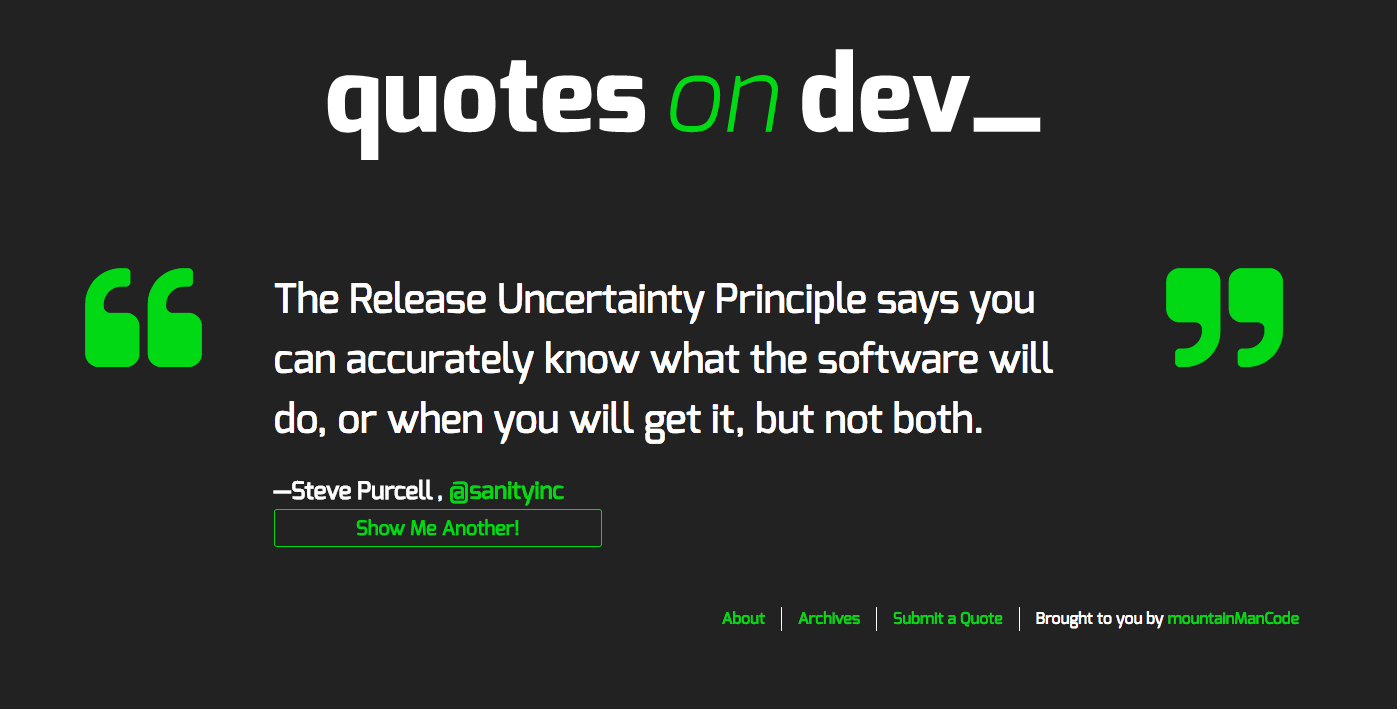 quotes on dev_
“ The Release Uncertainty Principle says you ”
can accurately know what the software will
do, or when you will get it, but not both.
—Steve Purcell , @sanityinc
Show Me Another!
About | Archives | Submit a Quote | Brought to you by mountainManCode